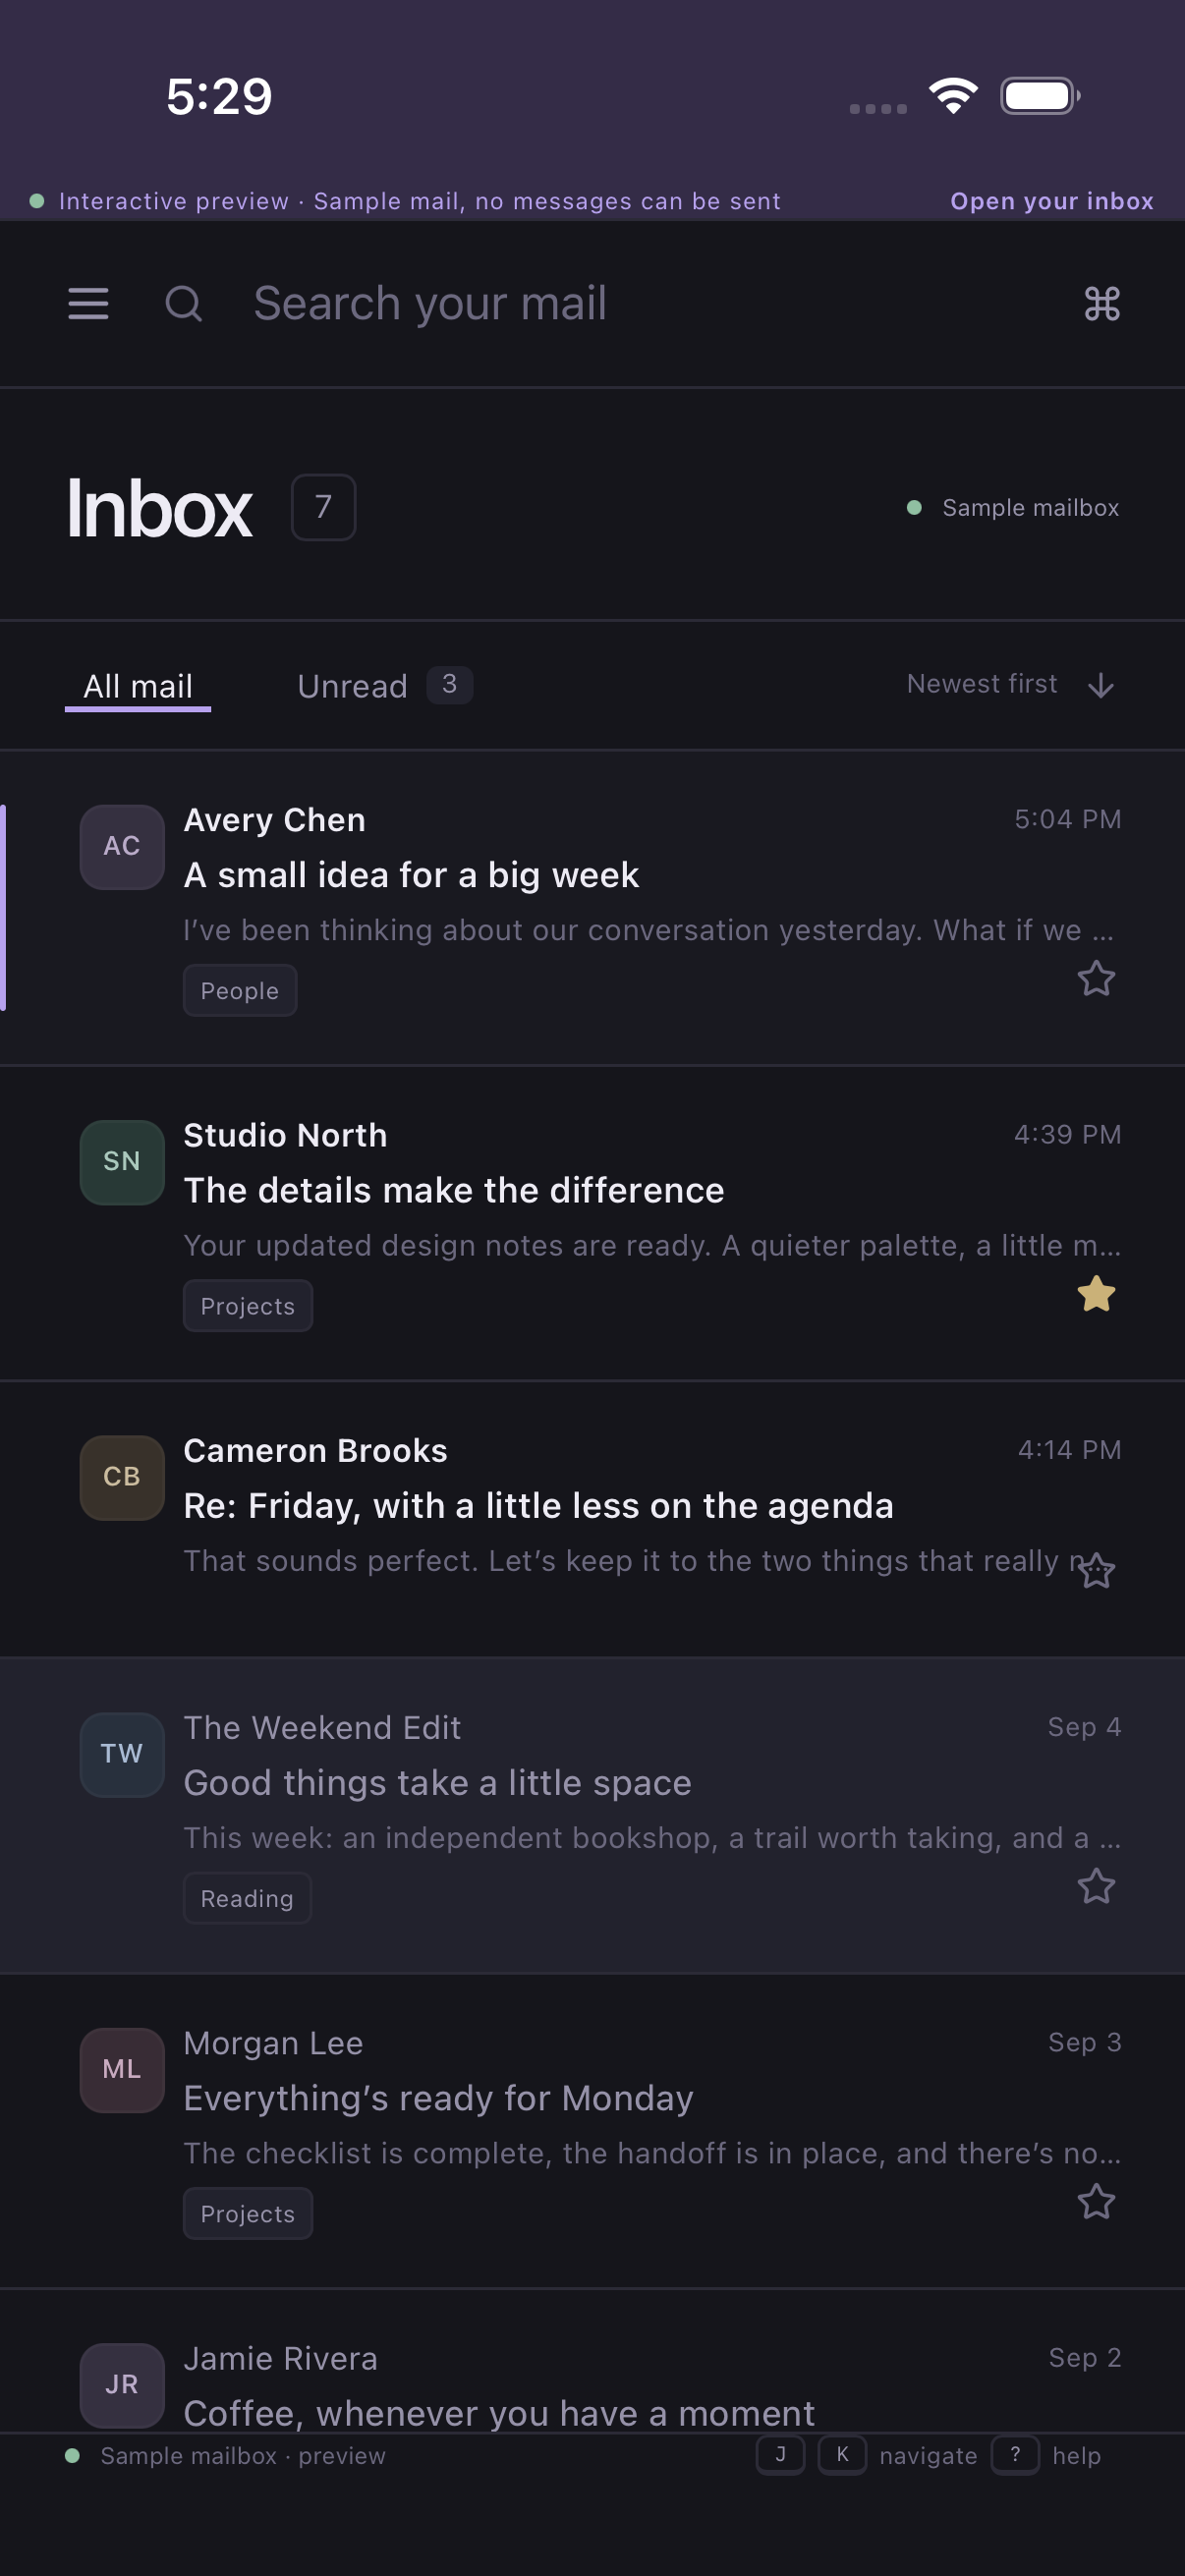 5:29
Interactive preview · Sample mail, no messages can be sent Open your inbox
Search your mail
Inbox 7 Sample mailbox
All mail Unread 3 Newest first
AC Avery Chen 5:04 PM
A small idea for a big week
I’ve been thinking about our conversation yesterday. What if we ...
People
SN Studio North 4:39 PM
The details make the difference
Your updated design notes are ready. A quieter palette, a little m...
Projects
CB Cameron Brooks 4:14 PM
Re: Friday, with a little less on the agenda
That sounds perfect. Let’s keep it to the two things that really
TW The Weekend Edit Sep 4
Good things take a little space
This week: an independent bookshop, a trail worth taking, and a ...
Reading
ML Morgan Lee Sep 3
Everything’s ready for Monday
The checklist is complete, the handoff is in place, and there’s no...
Projects
JR Jamie Rivera Sep 2
Coffee, whenever you have a moment
Sample mailbox · preview J K navigate ? help